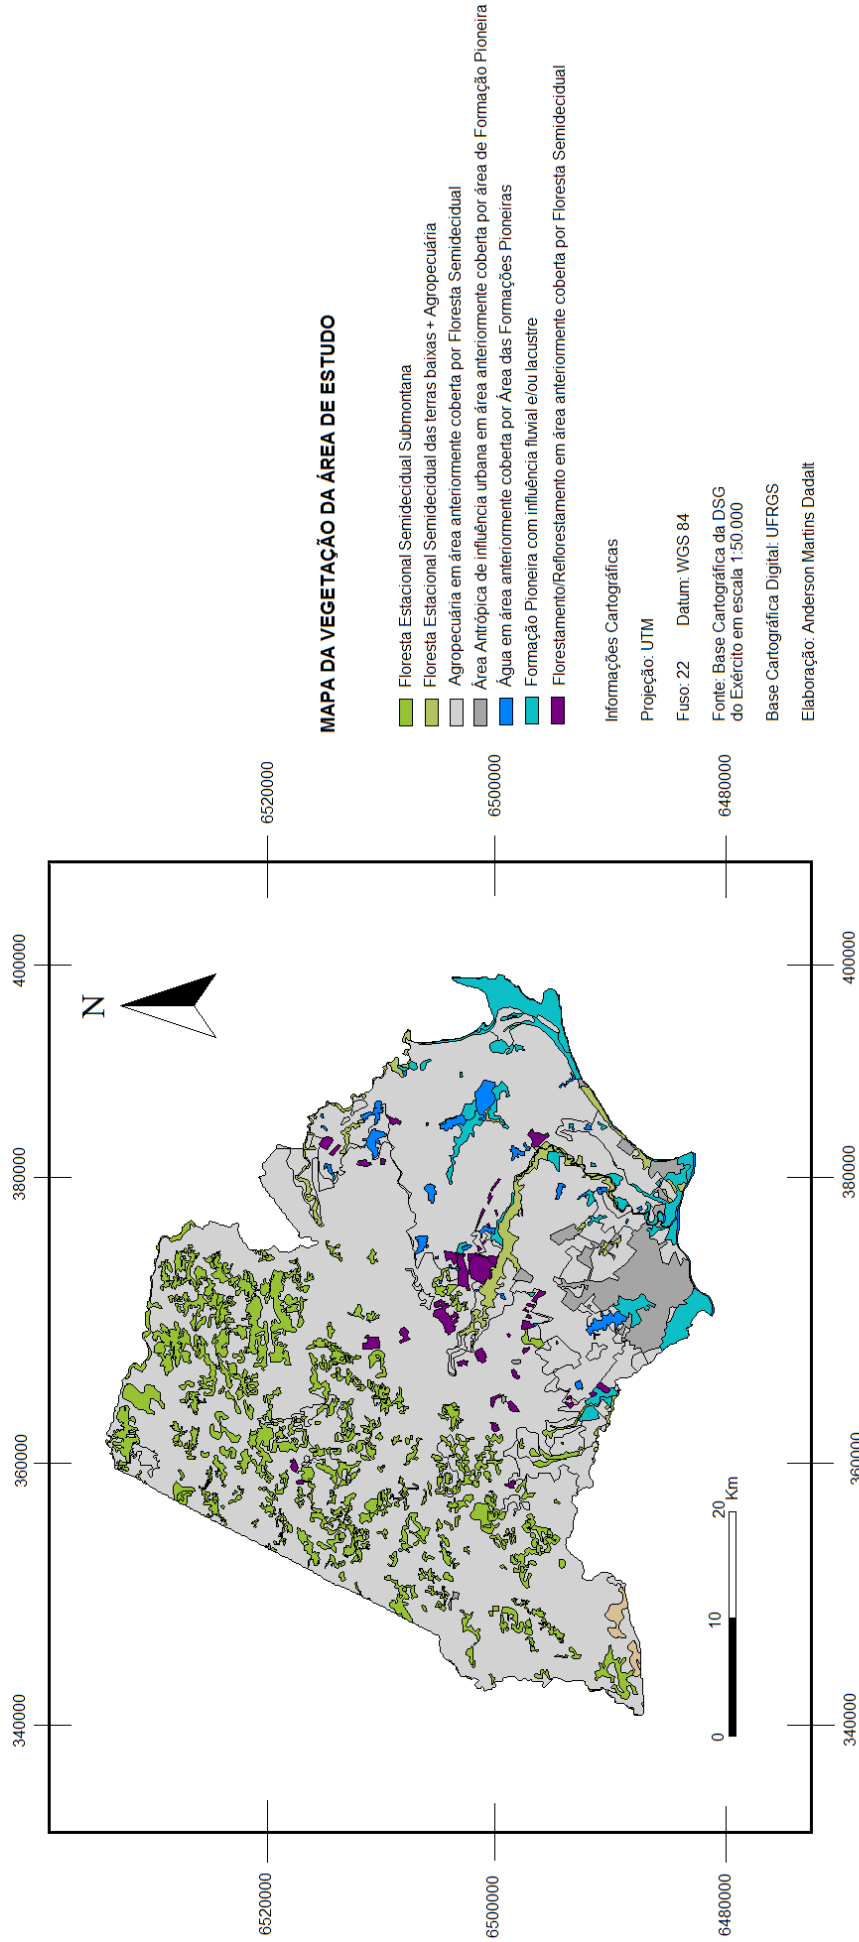 MAPA DA VEGETAÇÃO DA ÁREA DE ESTUDO
Floresta Estacional Semidecidual Submontana
Floresta Estacional Semidecidual das terras baixas + Agropecuária
Agropecuária em área anteriormente coberta por Floresta Semidecidual
Área Antrópica de influência urbana em área anteriormente coberta por área de Formação Pioneira
Água em área anteriormente coberta por Área das Formações Pioneiras
Formação Pioneira com influência fluvial e/ou lacustre
Florestamento/Reflorestamento em área anteriormente coberta por Floresta Semidecidual
Informações Cartográficas
Projeção: UTM
Fuso: 22 Datum: WGS 84
Fonte: Base Cartográfica da DSG
do Exército em escala 1:50.000
Base Cartográfica Digital: UFRGS
Elaboração: Anderson Martins Dadalt
340000
360000
380000
400000
N
6520000
6520000
6500000
6500000
6480000
6480000
0
10
20
Km
340000
360000
380000
400000